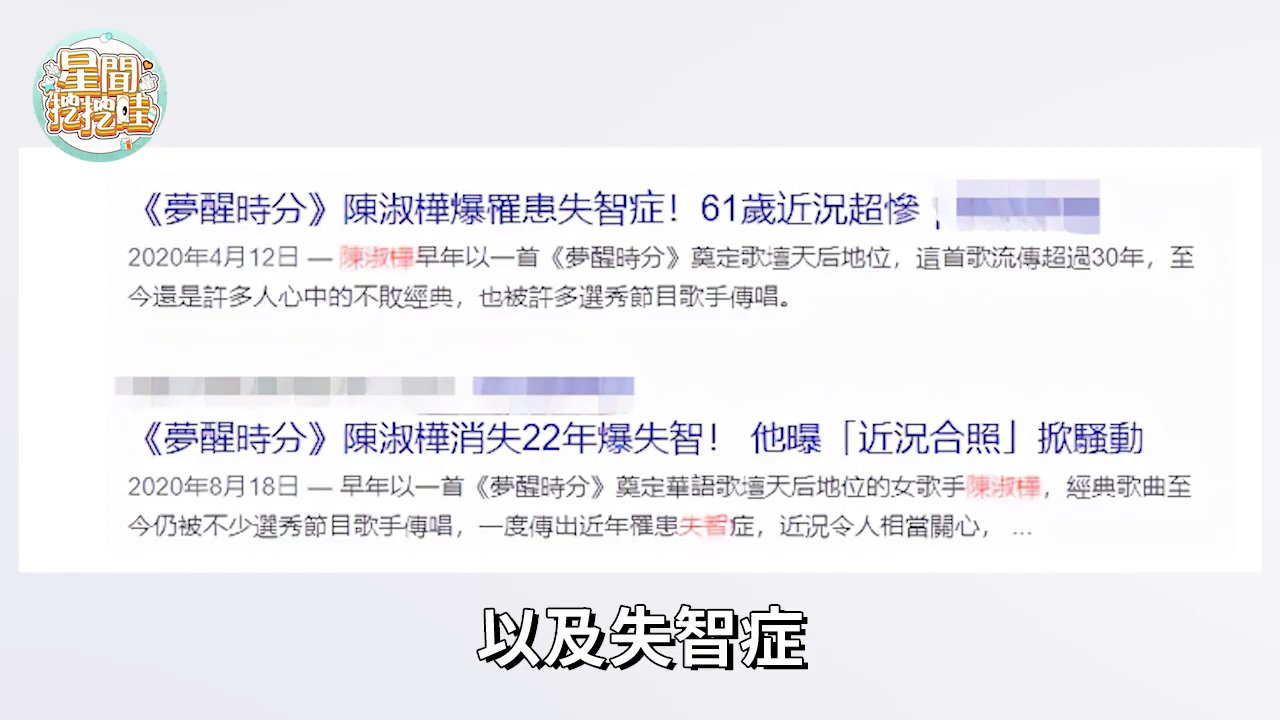 星聞
挖挖哇
《夢醒時分》陳淑樺爆罹患失智症！61歲近況超慘 |
2020年4月12日 — 陳淑樺早年以一首《夢醒時分》奠定歌壇天后地位，這首歌流傳超過30年，至
今還是許多人心中的不敗經典，也被許多選秀節目歌手傳唱。
《夢醒時分》陳淑樺消失22年爆失智！ 他曝「近況合照」掀騷動
2020年8月18日 — 早年以一首《夢醒時分》奠定華語歌壇天后地位的女歌手陳淑樺，經典歌曲至
今仍被不少選秀節目歌手傳唱，一度傳出近年罹患失智症，近況令人相當關心， ...
以及失智症